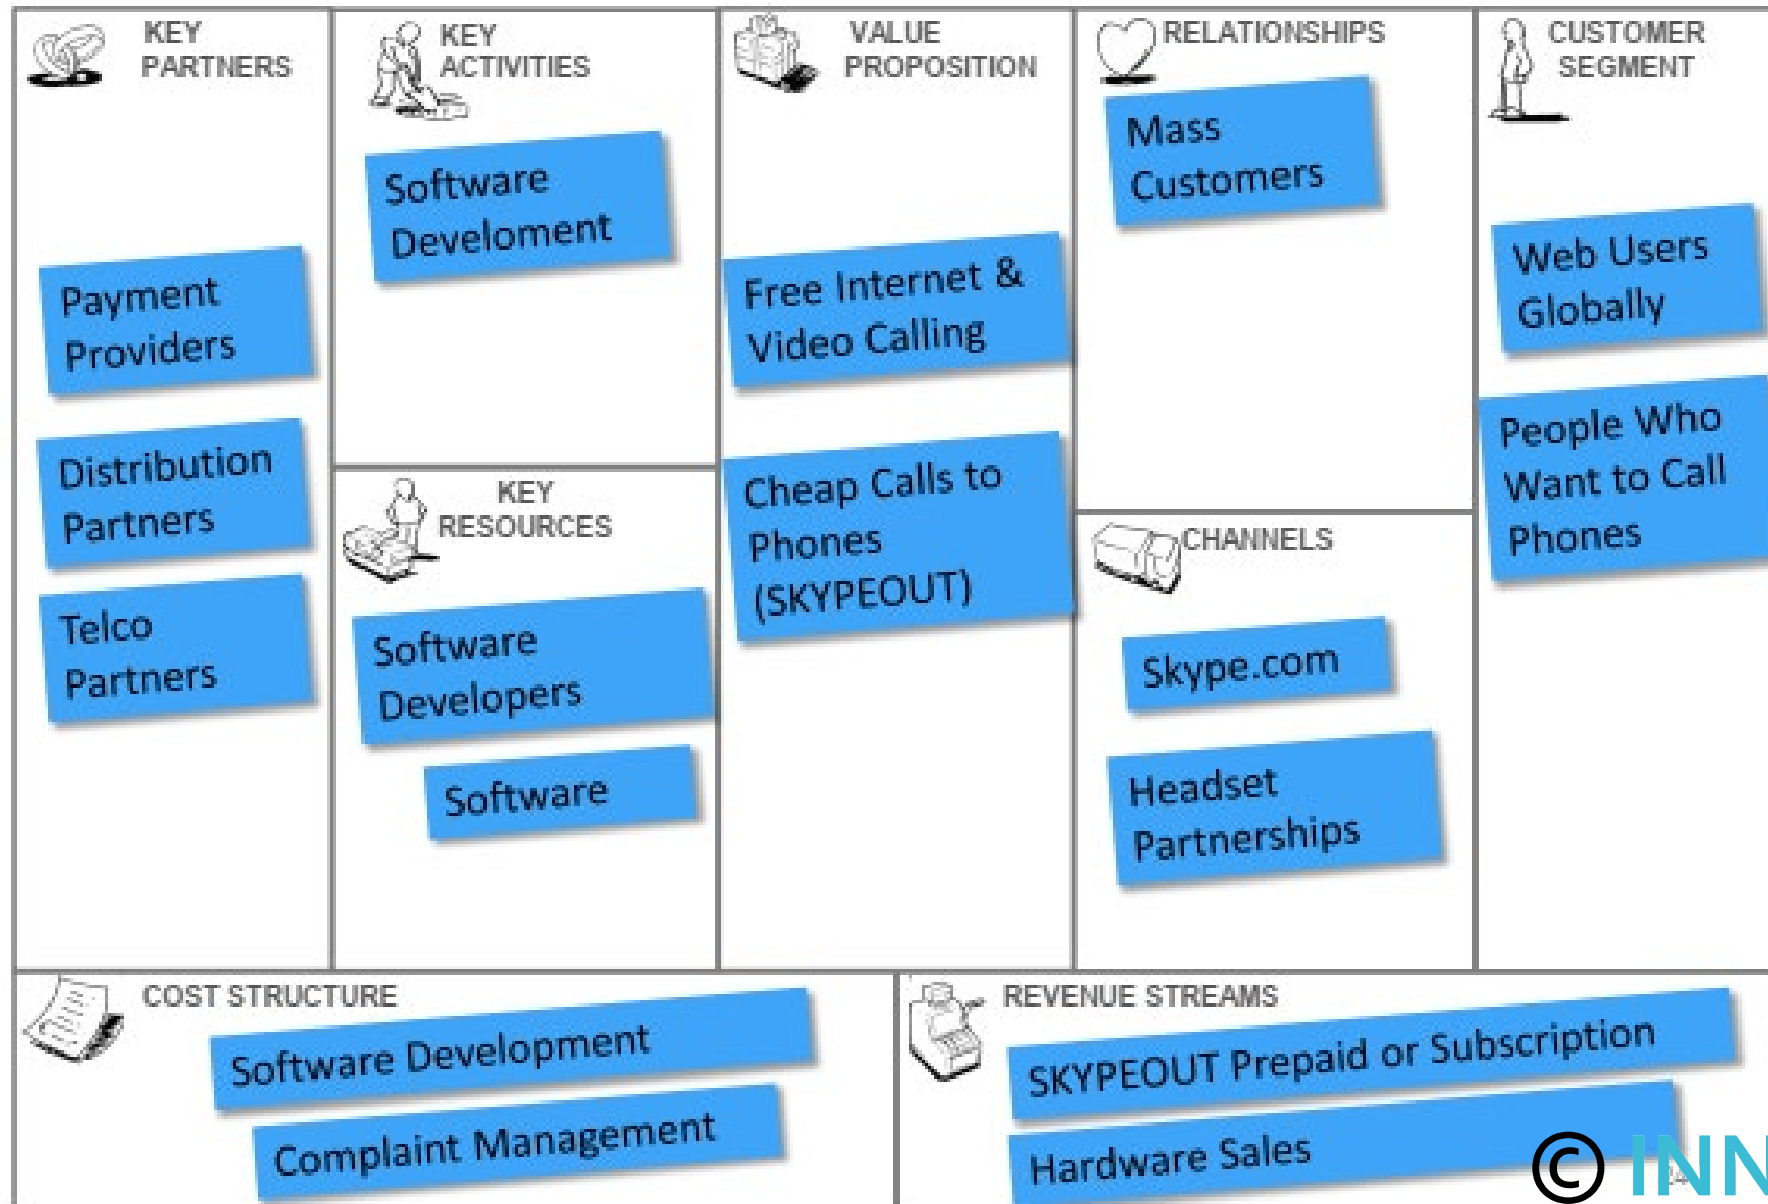 KEY
PARTNERS
Payment
Providers
Distribution
Partners
Telco
Partners
KEY
ACTIVITIES
Software
Develoment
KEY
RESOURCES
Software
Developers
Software
VALUE
PROPOSITION
Free Internet &
Video Calling
Cheap Calls to
Phones
(SKYPEOUT)
RELATIONSHIPS
Mass
Customers
CHANNELS
Skype.com
Headset
Partnerships
CUSTOMER
SEGMENT
Web Users
Globally
People Who
Want to Call
Phones
COST STRUCTURE
Software Development
Complaint Management
REVENUE STREAMS
SKYPEOUT Prepaid or Subscription
Hardware Sales
© INN